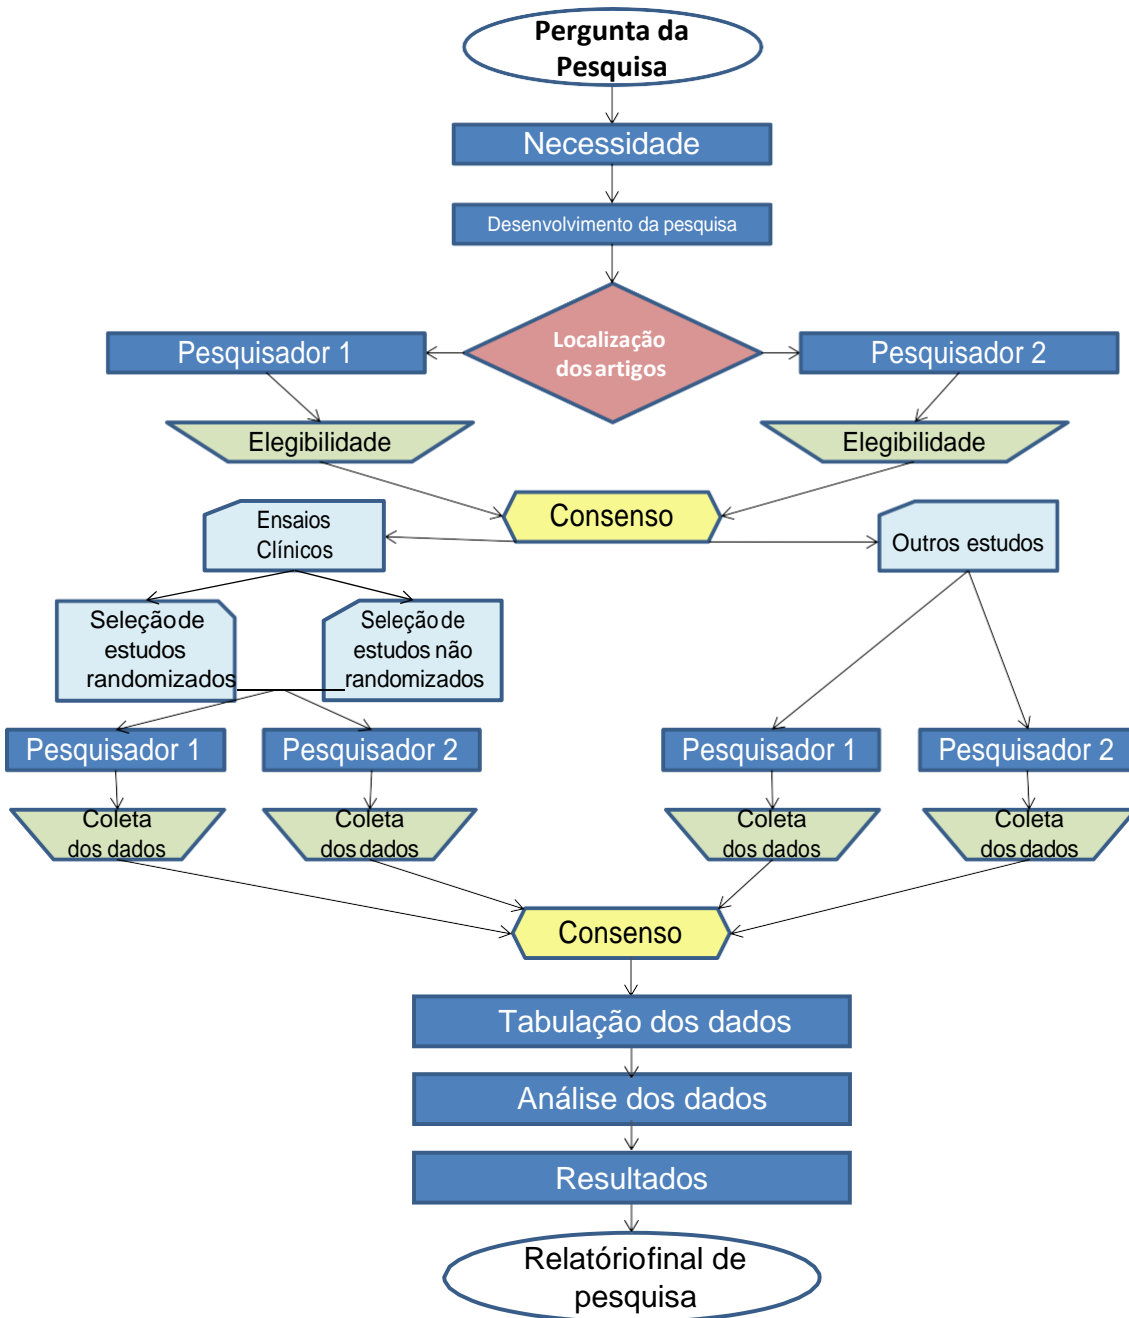 Pergunta da
Pesquisa
Necessidade
Desenvolvimento da pesquisa
Localização
dos artigos
Pesquisador 1
Pesquisador 2
Elegibilidade
Elegibilidade
Consenso
Ensaios
Clínicos
Outros estudos
Seleção de
estudos
randomizados
Seleção de
estudos não
randomizados
Pesquisador 1
Pesquisador 2
Pesquisador 1
Pesquisador 2
Coleta
dos dados
Coleta
dos dados
Coleta
dos dados
Coleta
dos dados
Consenso
Tabulação dos dados
Análise dos dados
Resultados
Relatório final de
pesquisa